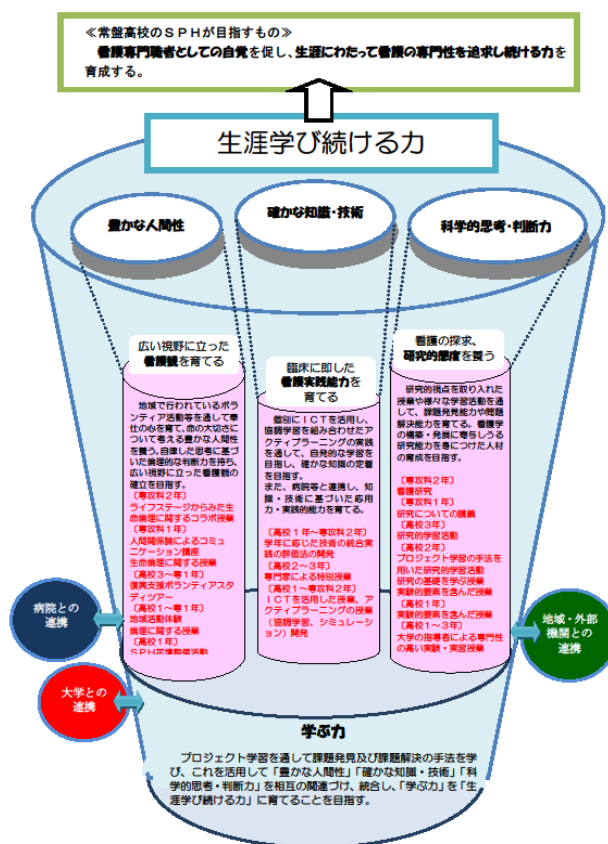 ≪常盤高校のSPHが目指すもの≫
看護専門職者としての自覚を促し、生涯にわたって看護の専門性を追求し続ける力を
育成する。
生涯学び続ける力
豊かな人間性
確かな知識・技術
科学的思考・判断力
広い視野に立った
看護観を育てる
地域で行われているボラ
ンティア活動等を通して奉
仕の心を育て、命の大切さに
ついて考える豊かな人間性
を養う。自律した思考に基づ
いた倫理的な判断力を持ち、
広い視野に立った看護観の
確立を目指す。
〔専攻科2年〕
ライフステージからみた生
命倫理に関するコラボ授業
〔専攻科1年〕
人間関係論によるコミュ
ニケーション講座
生命倫理に関する授業
〔高校3~専1年〕
復興支援ボランティアスタ
ディツアー
〔高校1~専1年〕
地域活動体験
倫理に関する授業
〔高校1年〕
SPH花壇整備活動
臨床に即した
看護実践能力を
育てる
個別にICTを活用し、
協調学習を組み合わせたア
クティブラーニングの実践
を通して、自発的な学習を
目指し、確かな知識の定着
を目指す。
また、病院等と連携し、知
識・技術に基づいた応用
力・実践的能力を育てる。
〔高校1年~専攻科2年〕
学年に応じた技術の統合実
践の評価法の開発
〔高校2~3年〕
専門家による特別授業
〔高校1~専攻科2年〕
ICTを活用した授業、ア
クティブラーニングの授業
(協調学習、シミュレーシ
ョン)開発
看護の探求、
研究的態度を養う
研究的視点を取り入れた
授業や様々な学習活動を通
して、課題発見能力や問題
解決能力を育てる。看護学
の構築・発展に寄与しうる
研究能力を身につけた人材
の育成を目指す。
〔専攻科2年〕
看護研究
〔専攻科1年〕
研究についての講義
〔高校3年〕
研究的学習活動
〔高校2年〕
プロジェクト学習の手法を
用いた研究的学習活動
研究の基礎を学ぶ授業
実験的要素を含んだ授業
〔高校1年〕
実験的要素を含んだ授業
〔高校1~3年〕
大学の指導者による専門性
の高い実験・実習授業
病院との
連携
大学との
連携
地域・外部
機関との
連携
学ぶ力
プロジェクト学習を通して課題発見及び課題解決の手法を学
び、これを活用して「豊かな人間性」「確かな知識・技術」「科
学的思考・判断力」を相互の関連づけ、統合し、「学ぶ力」を「生
涯学び続ける力」に育てることを目指す。